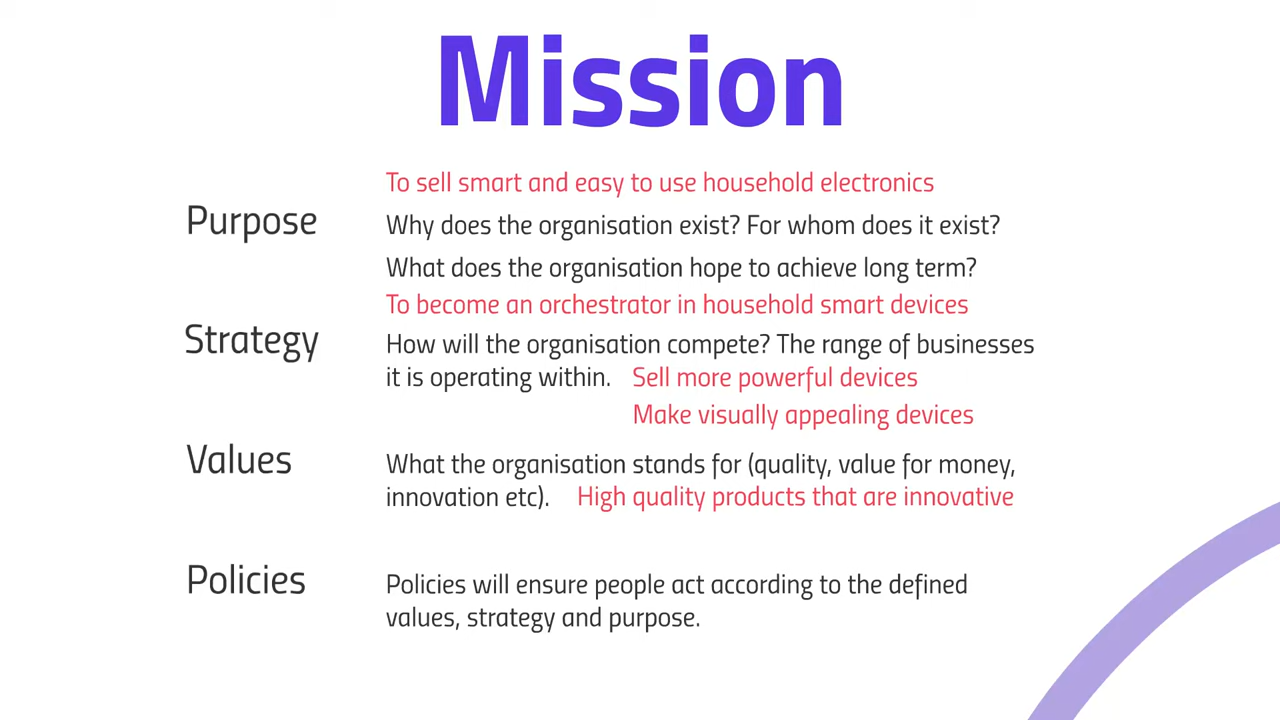 Mission
To sell smart and easy to use household electronics
Purpose
Why does the organisation exist? For whom does it exist?
What does the organisation hope to achieve long term?
To become an orchestrator in household smart devices
Strategy
How will the organisation compete? The range of businesses
it is operating within. Sell more powerful devices
Make visually appealing devices
Values
What the organisation stands for (quality, value for money,
innovation etc). High quality products that are innovative
Policies
Policies will ensure people act according to the defined
values, strategy and purpose.